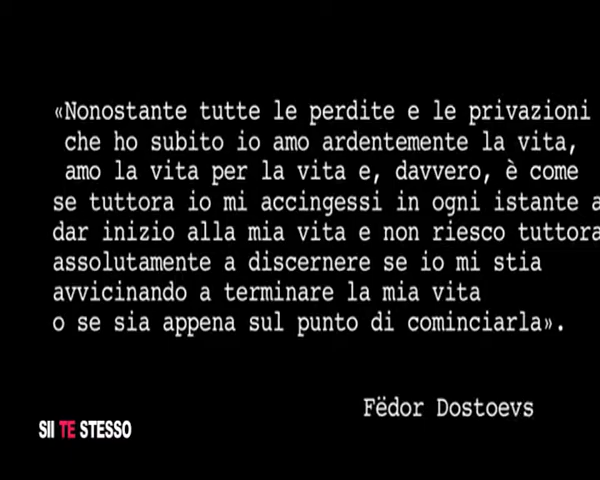 «Nonostante tutte le perdite e le privazioni
che ho subito io amo ardentemente la vita,
amo la vita per la vita e, davvero, è come
se tuttora io mi accingessi in ogni istante a
dar inizio alla mia vita e non riesco tuttora
assolutamente a discernere se io mi stia
avvicinando a terminare la mia vita
o se sia appena sul punto di cominciarla».
Fëdor Dostoevs
SII TE STESSO